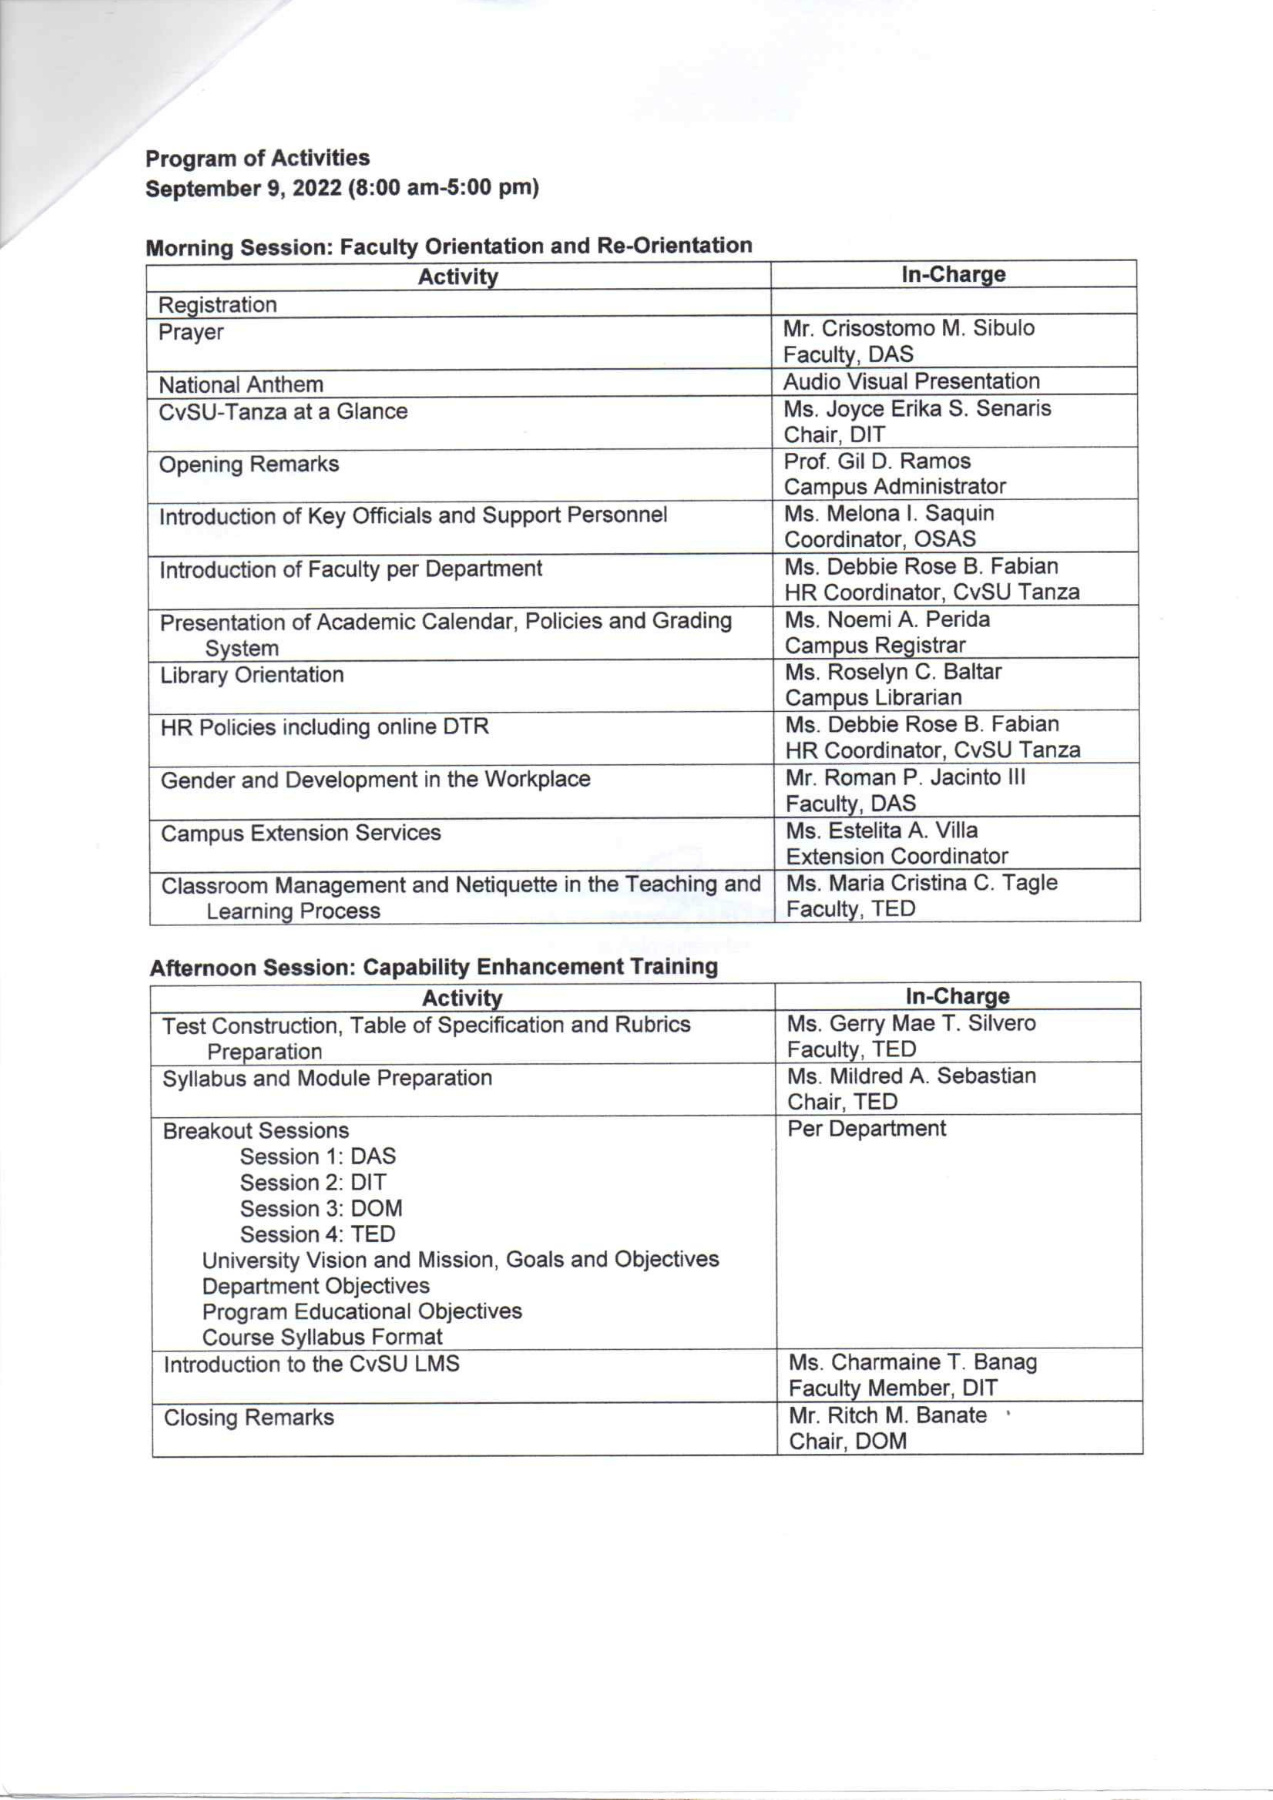 Program of Activities
September 9, 2022 (8:00 am-5:00 pm)
Morning Session: Faculty Orientation and Re-Orientation
Activity In-Charge
Registration
Prayer Mr. Crisostomo M. Sibulo
Faculty, DAS
National Anthem Audio Visual Presentation
CvSU-Tanza at a Glance Ms. Joyce Erika S. Senaris
Chair, DIT
Opening Remarks Prof. Gil D. Ramos
Campus Administrator
Introduction of Key Officials and Support Personnel Ms. Melona I. Saquin
Coordinator, OSAS
Introduction of Faculty per Department Ms. Debbie Rose B. Fabian
HR Coordinator, CvSU Tanza
Presentation of Academic Calendar, Policies and Grading Ms. Noemi A. Perida
System Campus Registrar
Library Orientation Ms. Roselyn C. Baltar
Campus Librarian
HR Policies including online DTR Ms. Debbie Rose B. Fabian
HR Coordinator, CvSU Tanza
Gender and Development in the Workplace Mr. Roman P. Jacinto III
Faculty, DAS
Campus Extension Services Ms. Estelita A. Villa
Extension Coordinator
Classroom Management and Netiquette in the Teaching and Ms. Maria Cristina C. Tagle
Learning Process Faculty, TED
Afternoon Session: Capability Enhancement Training
Activity In-Charge
Test Construction, Table of Specification and Rubrics Ms. Gerry Mae T. Silvero
Preparation Faculty, TED
Syllabus and Module Preparation Ms. Mildred A. Sebastian
Chair, TED
Breakout Sessions Per Department
Session 1: DAS
Session 2: DIT
Session 3: DOM
Session 4: TED
University Vision and Mission, Goals and Objectives
Department Objectives
Program Educational Objectives
Course Syllabus Format
Introduction to the CvSU LMS Ms. Charmaine T. Banag
Faculty Member, DIT
Closing Remarks Mr. Ritch M. Banate
Chair, DOM